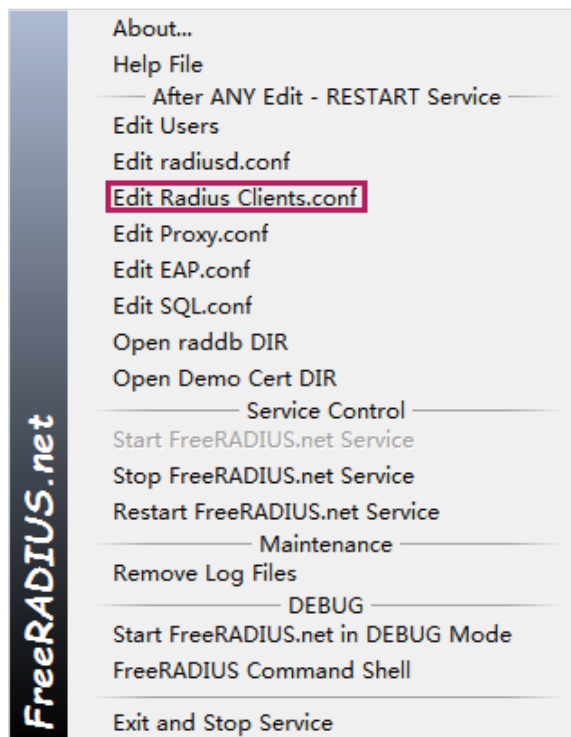 About...
Help File
After ANY Edit - RESTART Service
Edit Users
Edit radiusd.conf
Edit Radius Clients.conf
Edit Proxy.conf
Edit EAP.conf
Edit SQL.conf
Open raddb DIR
Open Demo Cert DIR
Service Control
Start FreeRADIUS.net Service
Stop FreeRADIUS.net Service
Restart FreeRADIUS.net Service
Maintenance
Remove Log Files
DEBUG
Start FreeRADIUS.net in DEBUG Mode
FreeRADIUS Command Shell
Exit and Stop Service
FreeRADIUS.net